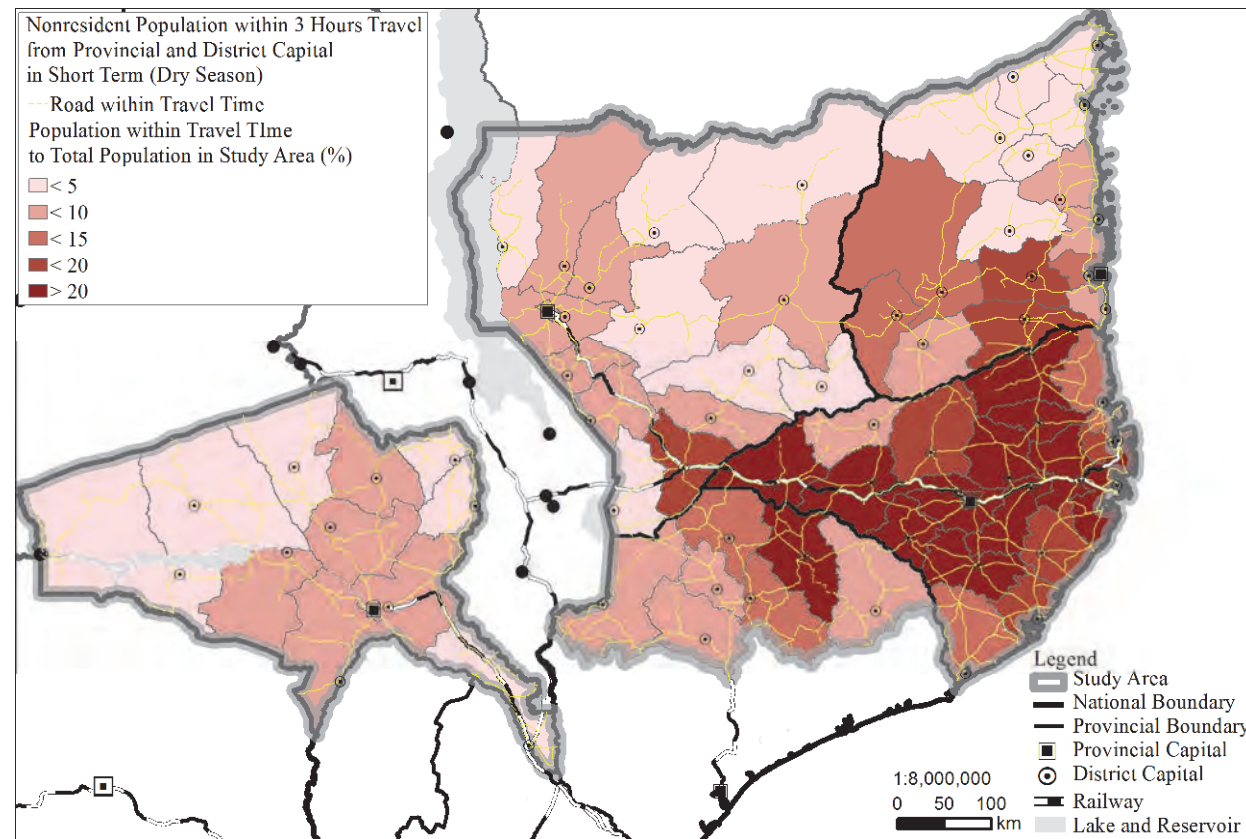 Nonresident Population within 3 Hours Travel
from Provincial and District Capital
in Short Term (Dry Season)
Road within Travel Time
Population within Travel TIme
to Total Population in Study Area (%)
< 5
< 10
< 15
< 20
> 20
Legend
Study Area
National Boundary
Provincial Boundary
Provincial Capital
District Capital
Railway
Lake and Reservoir
1:8,000,000
0 50 100
km